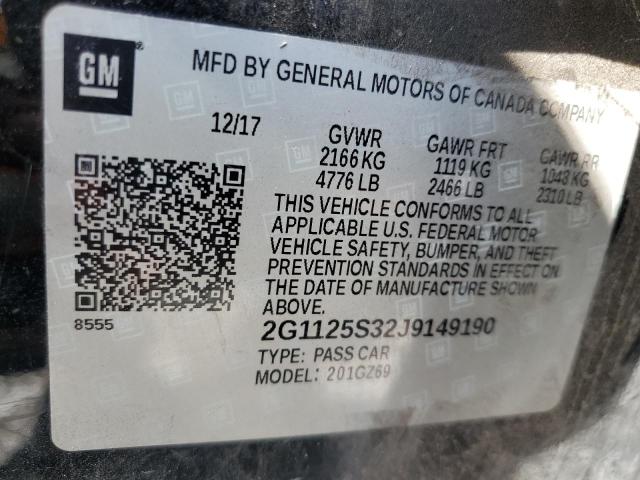 GM
MFD BY GENERAL MOTORS OF CANADA COMPANY
12/17
GVWR GAWR FRT GAWR RR
2166 KG 1119 KG 1048 KG
4776 LB 2466 LB 2310 LB
THIS VEHICLE CONFORMS TO ALL
APPLICABLE U.S. FEDERAL MOTOR
VEHICLE SAFETY, BUMPER, AND THEFT
PREVENTION STANDARDS IN EFFECT ON
THE DATE OF MANUFACTURE SHOWN
ABOVE.
8555
2G1125S32J9149190
TYPE: PASS CAR
MODEL: 201GZ69